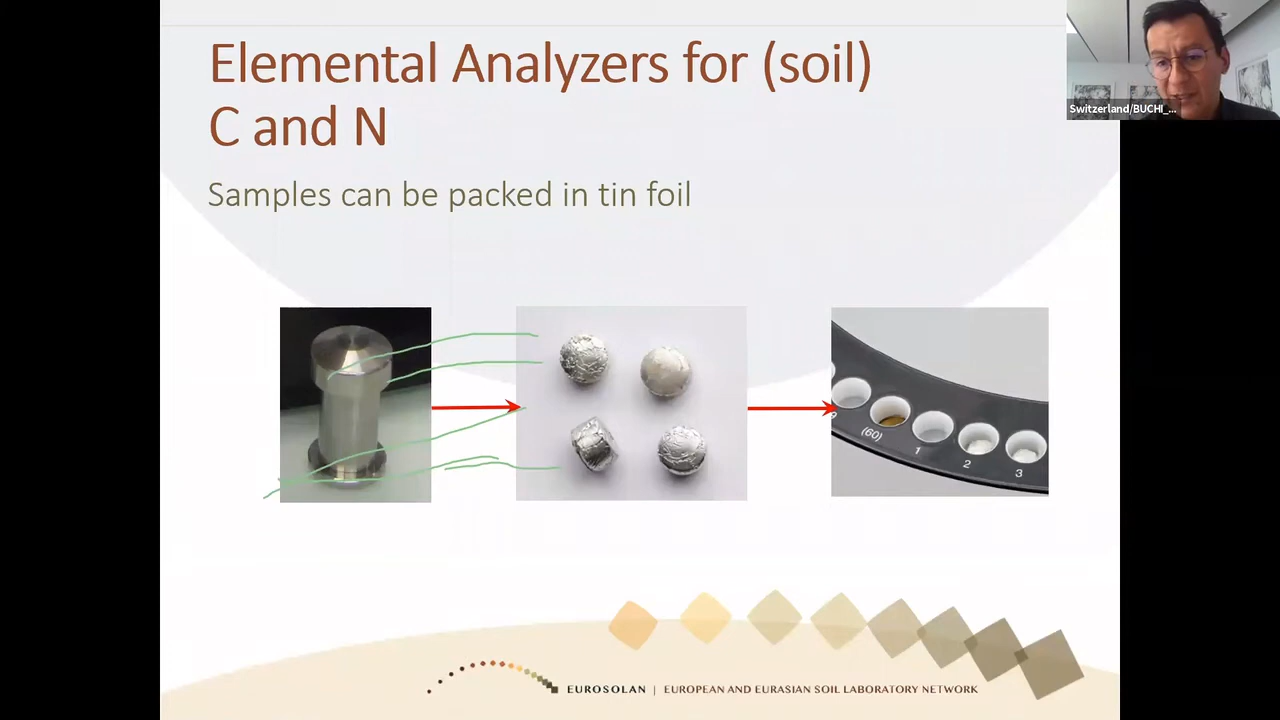 Elemental Analyzers for (soil)
C and N
Samples can be packed in tin foil
Switzerland/BUCHI_...
(60)
1
2
3
EUROSOLAN | EUROPEAN AND EURASIAN SOIL LABORATORY NETWORK